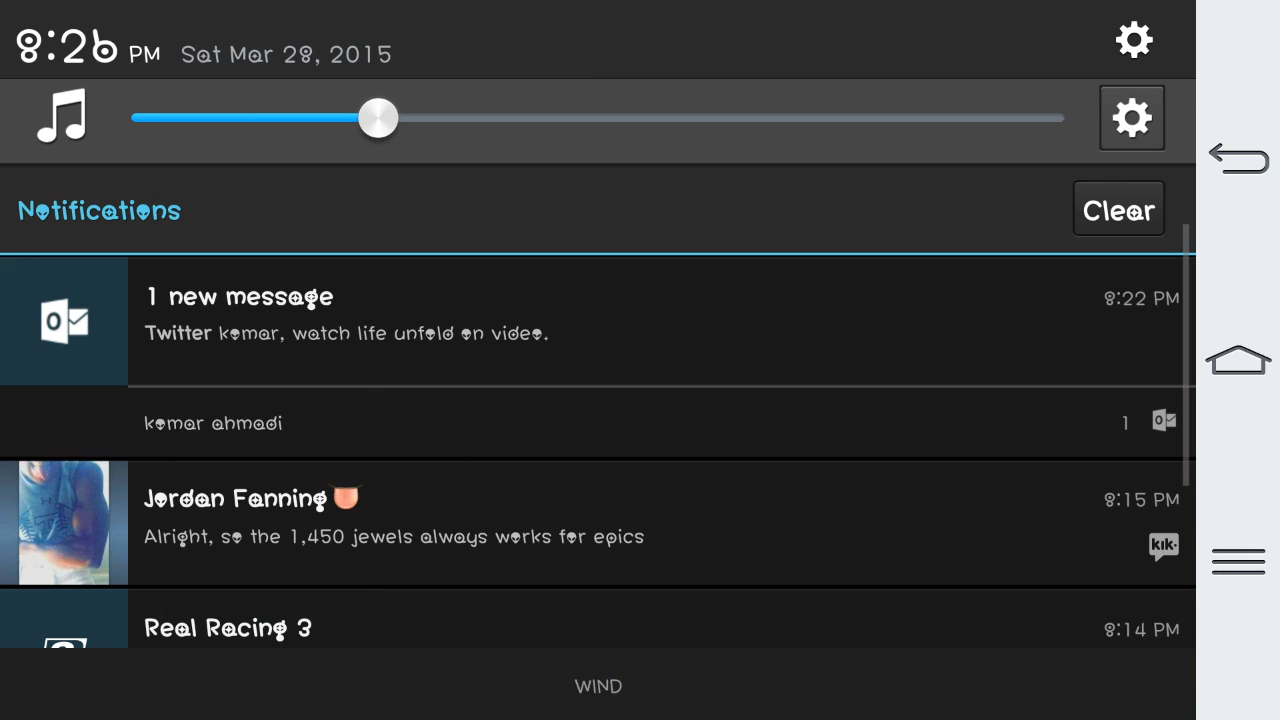 8:26 PM Sat Mar 28, 2015
Notifications
Clear
1 new message
8:22 PM
Twitter komar, watch life unfold on video.
komar ahmadi
1
Jordan Fanning
8:15 PM
Alright, so the 1,450 jewels always works for epics
kik
Real Racing 3
8:14 PM
WIND